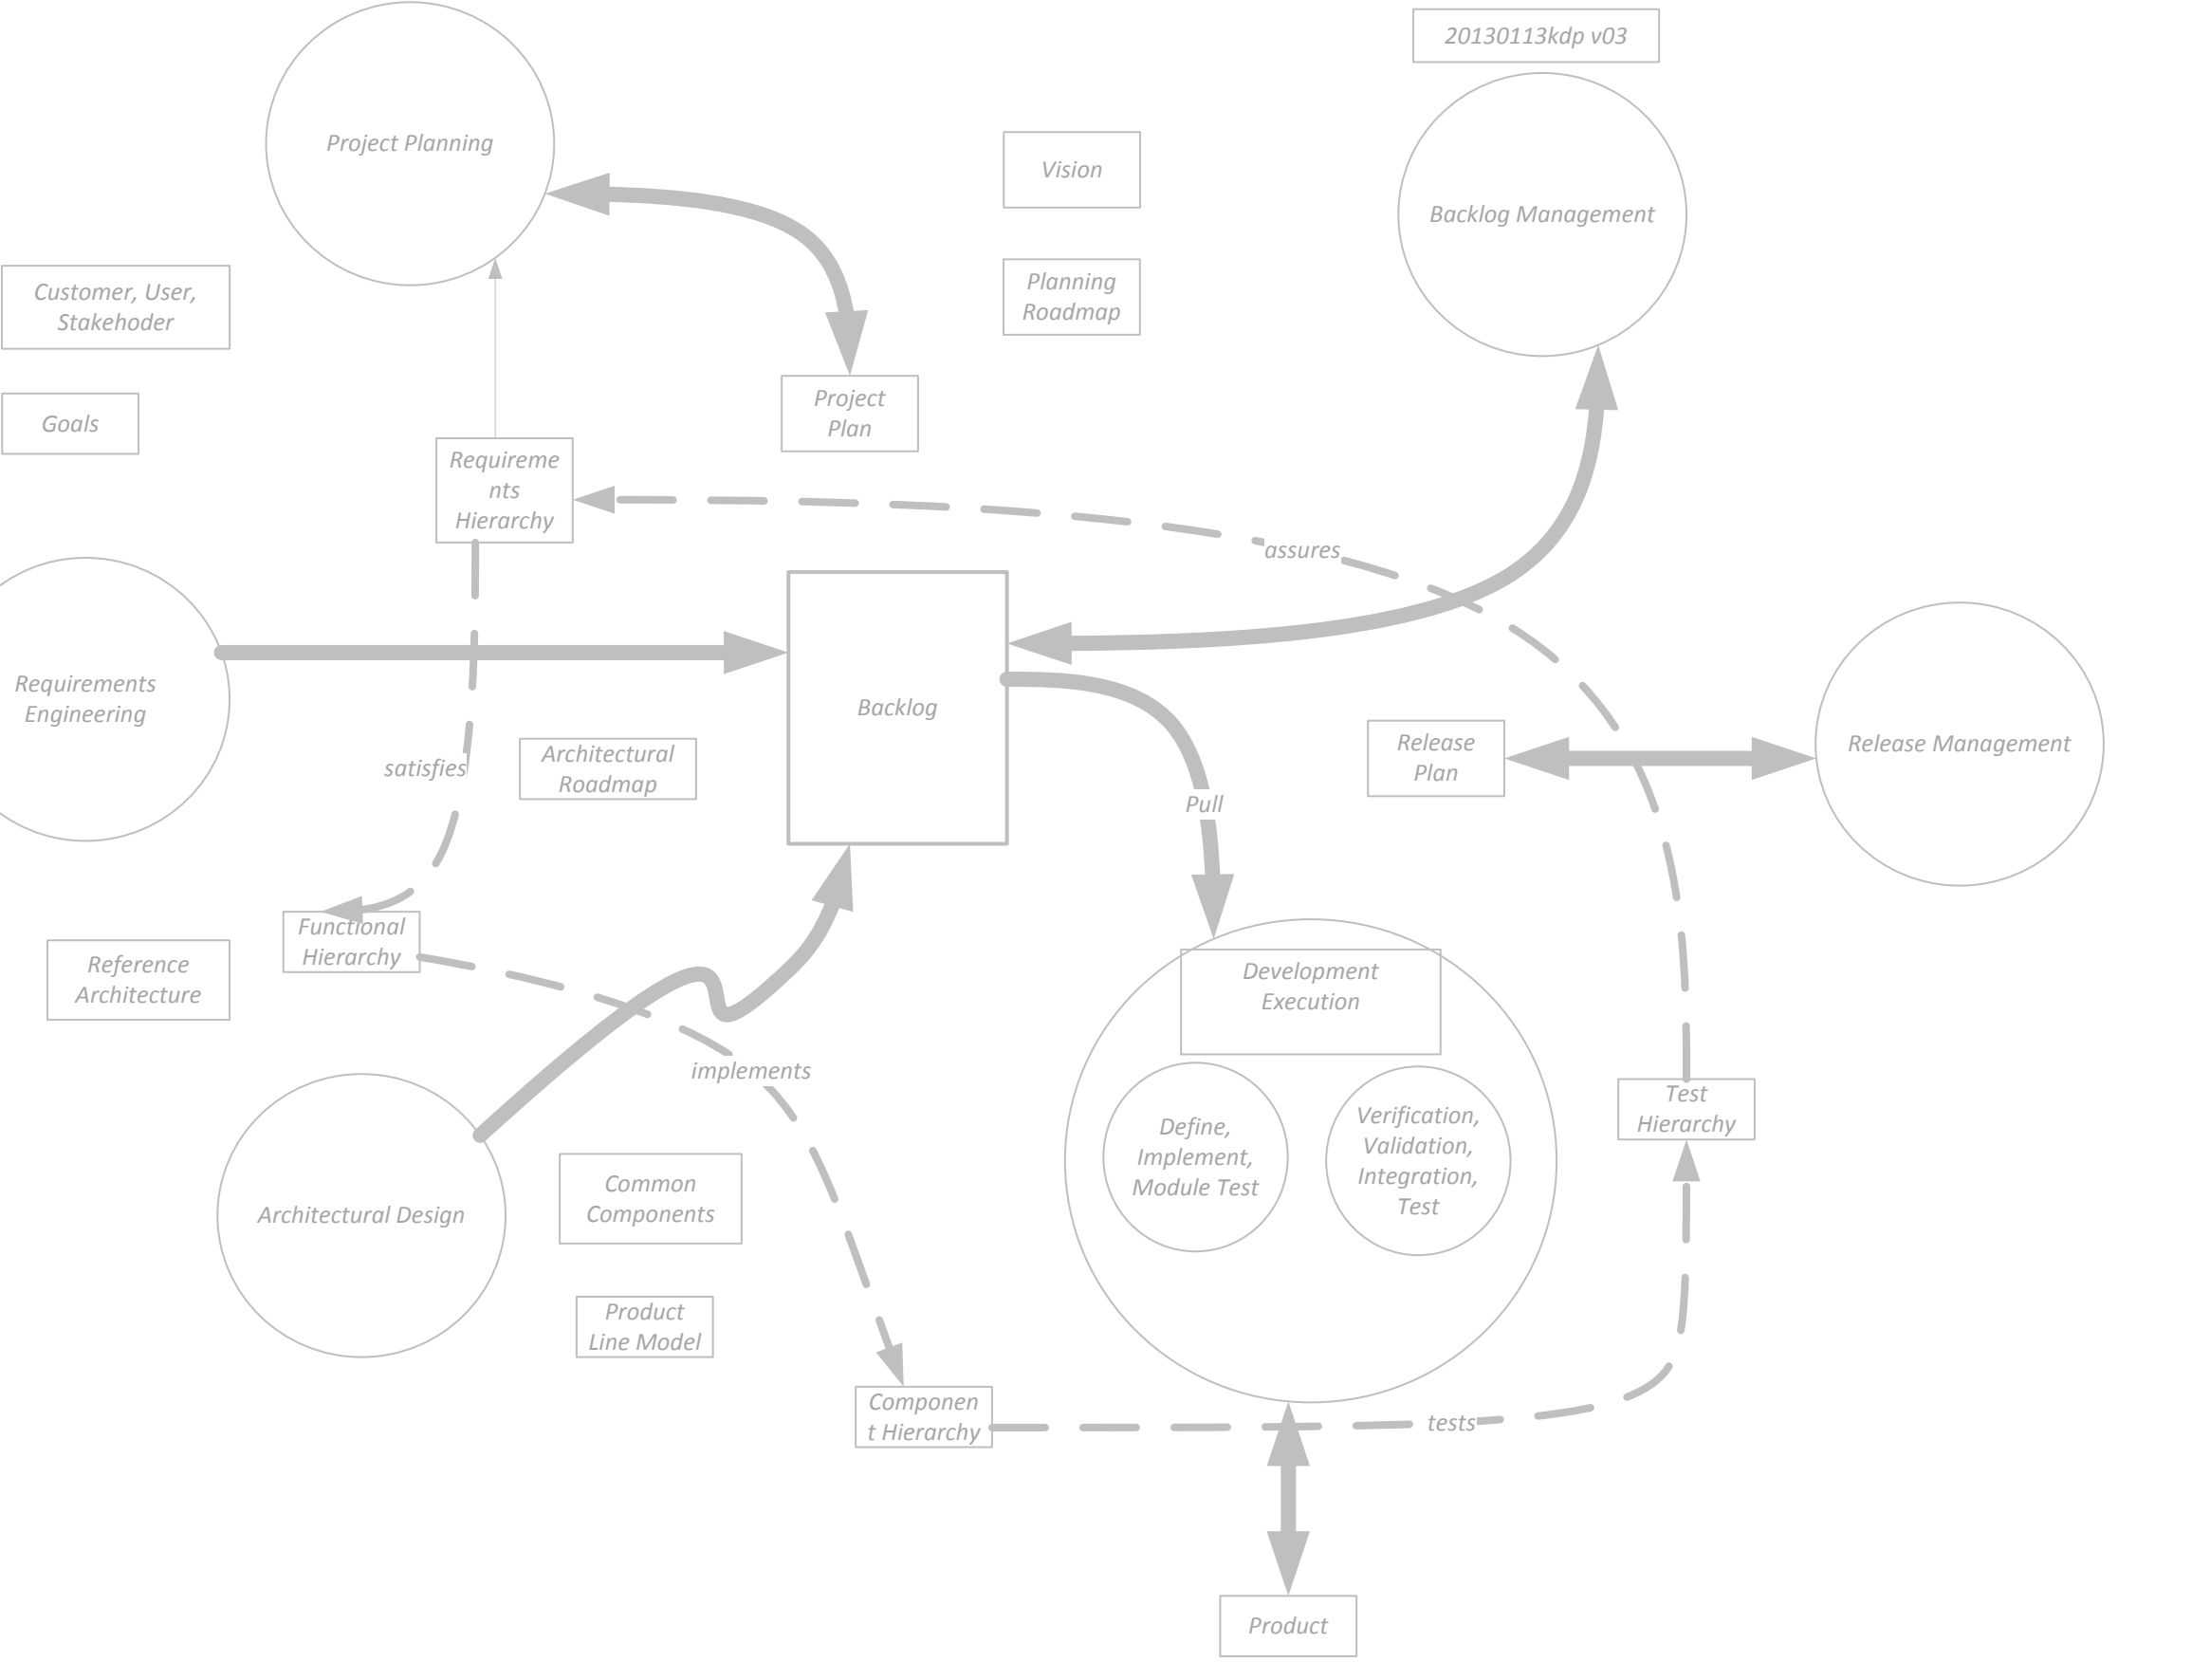 20130113kdp v03
Project Planning
Vision
Backlog Management
Planning
Roadmap
Customer, User,
Stakehoder
Goals
Project
Plan
Requireme
nts
Hierarchy
assures
Requirements
Engineering
Backlog
satisfies
Architectural
Roadmap
Release
Plan
Release Management
Pull
Functional
Hierarchy
Reference
Architecture
Development
Execution
implements
Define,
Implement,
Module Test
Verification,
Validation,
Integration,
Test
Test
Hierarchy
Architectural Design
Common
Components
Product
Line Model
Componen
t Hierarchy
tests
Product